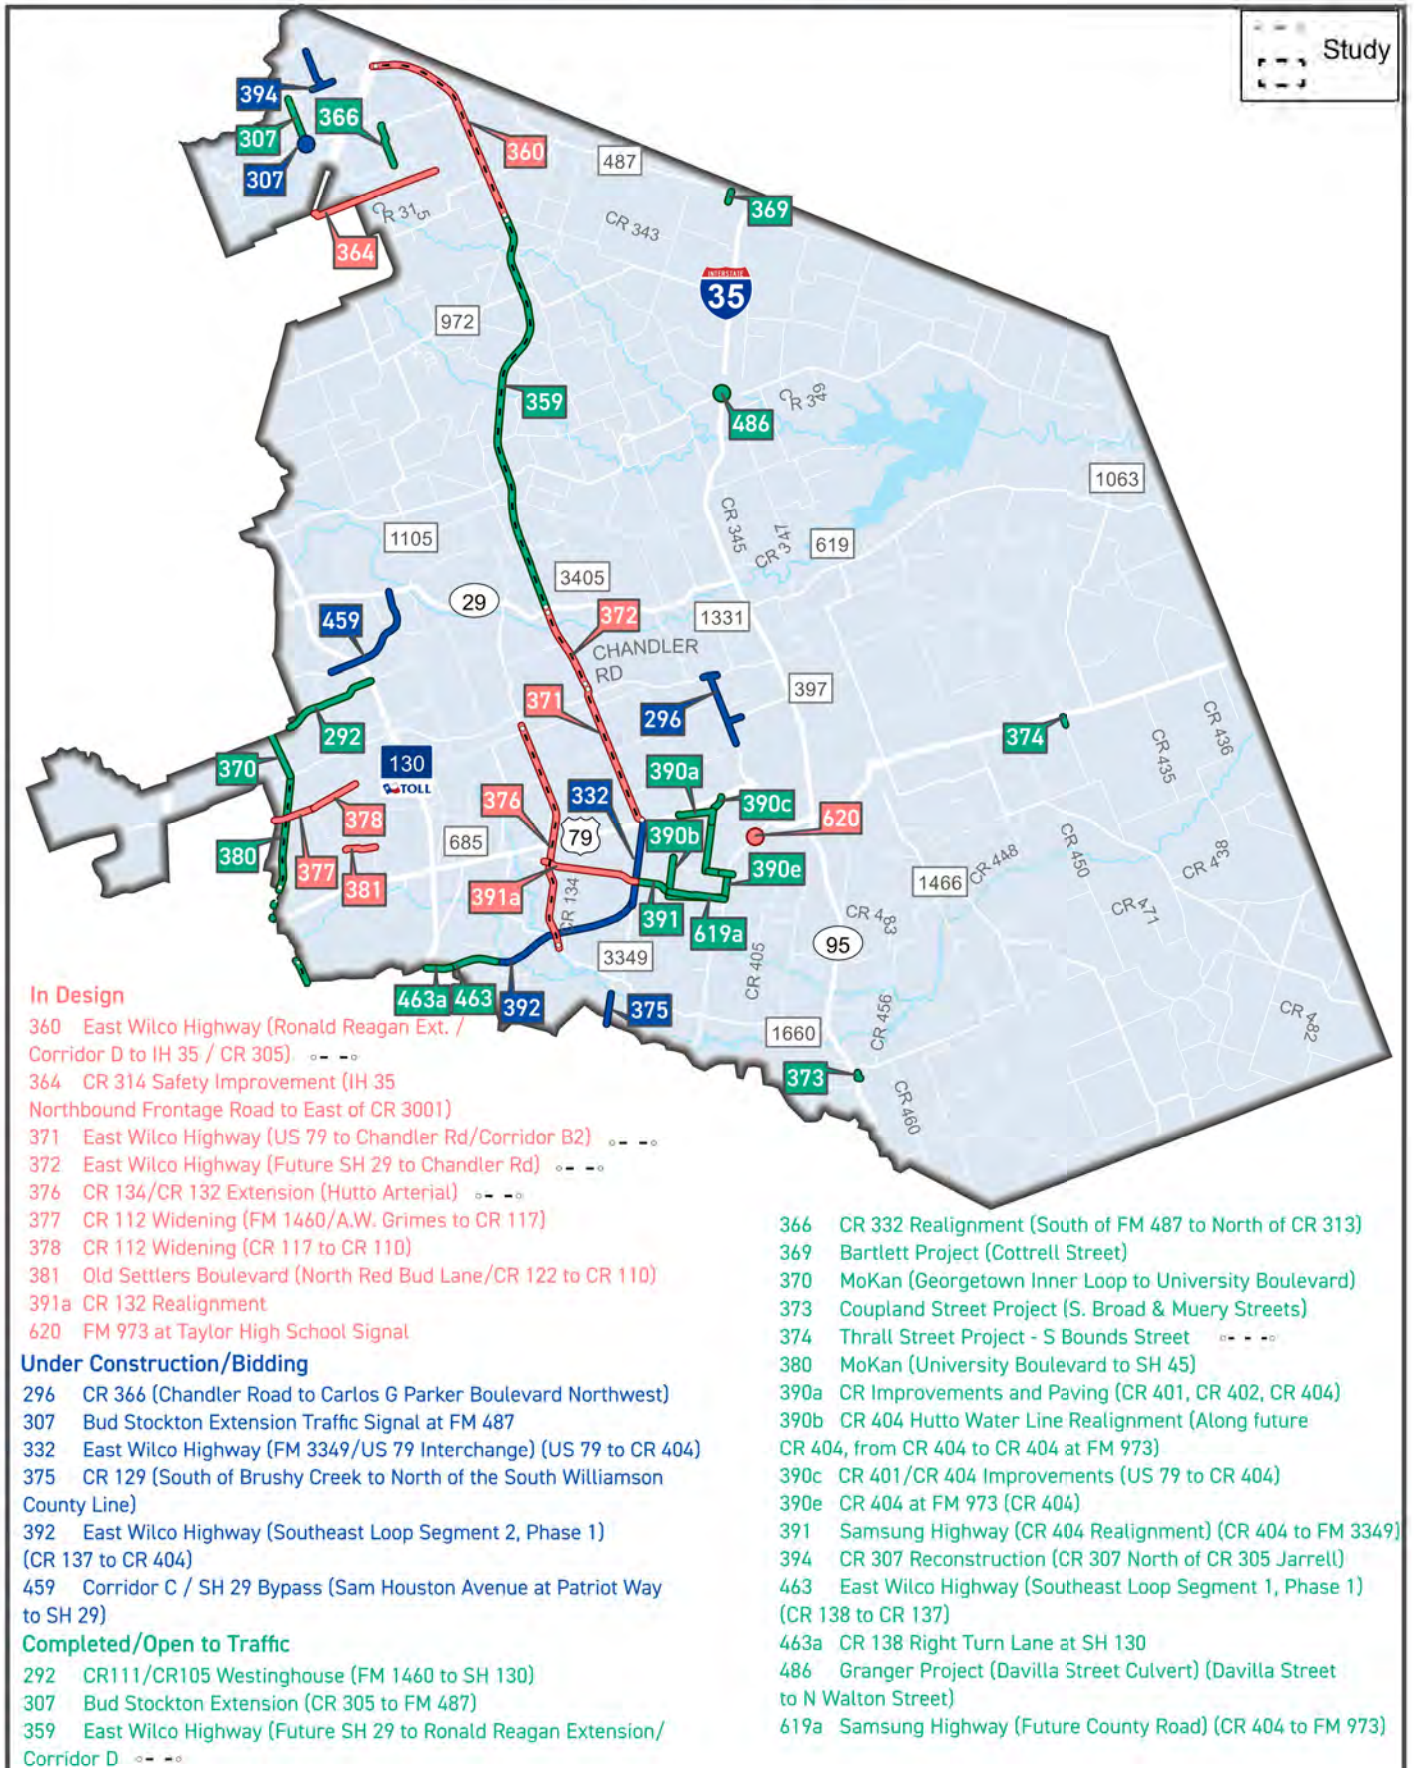 Study
394
307
366
307
360
487
369
CR 315
CR 343
364
INTERSTATE
35
972
359
CR 349
486
1063
CR 345
CR 347
1105
619
3405
29
372
1331
459
CHANDLER
RD
397
371
296
CR 436
292
374
CR 435
370
130
TOLL
390a
376
332
390c
378
79
390b
620
685
380
CR 438
377
CR 450
390e
CR 448
381
1466
391a
CR 134
391
CR 471
CR 483
619a
95
3349
CR 405
463a
463
392
375
CR 456
CR 482
1660
373
CR 460
In Design
360 East Wilco Highway (Ronald Reagan Ext. /
Corridor D to IH 35 / CR 305)
364 CR 314 Safety Improvement (IH 35
Northbound Frontage Road to East of CR 3001)
371 East Wilco Highway (US 79 to Chandler Rd/Corridor B2)
372 East Wilco Highway (Future SH 29 to Chandler Rd)
376 CR 134/CR 132 Extension (Hutto Arterial)
377 CR 112 Widening (FM 1460/A.W. Grimes to CR 117)
378 CR 112 Widening (CR 117 to CR 110)
381 Old Settlers Boulevard (North Red Bud Lane/CR 122 to CR 110)
391a CR 132 Realignment
620 FM 973 at Taylor High School Signal
Under Construction/Bidding
296 CR 366 (Chandler Road to Carlos G Parker Boulevard Northwest)
307 Bud Stockton Extension Traffic Signal at FM 487
332 East Wilco Highway (FM 3349/US 79 Interchange) (US 79 to CR 404)
375 CR 129 (South of Brushy Creek to North of the South Williamson
County Line)
392 East Wilco Highway (Southeast Loop Segment 2, Phase 1)
(CR 137 to CR 404)
459 Corridor C / SH 29 Bypass (Sam Houston Avenue at Patriot Way
to SH 29)
Completed/Open to Traffic
292 CR111/CR105 Westinghouse (FM 1460 to SH 130)
307 Bud Stockton Extension (CR 305 to FM 487)
359 East Wilco Highway (Future SH 29 to Ronald Reagan Extension/
Corridor D
366 CR 332 Realignment (South of FM 487 to North of CR 313)
369 Bartlett Project (Cottrell Street)
370 MoKan (Georgetown Inner Loop to University Boulevard)
373 Coupland Street Project (S. Broad & Muery Streets)
374 Thrall Street Project - S Bounds Street
380 MoKan (University Boulevard to SH 45)
390a CR Improvements and Paving (CR 401, CR 402, CR 404)
390b CR 404 Hutto Water Line Realignment (Along future
CR 404, from CR 404 to CR 404 at FM 973)
390c CR 401/CR 404 Improvements (US 79 to CR 404)
390e CR 404 at FM 973 (CR 404)
391 Samsung Highway (CR 404 Realignment) (CR 404 to FM 3349)
394 CR 307 Reconstruction (CR 307 North of CR 305 Jarrell)
463 East Wilco Highway (Southeast Loop Segment 1, Phase 1)
(CR 138 to CR 137)
463a CR 138 Right Turn Lane at SH 130
486 Granger Project (Davilla Street Culvert) (Davilla Street
to N Walton Street)
619a Samsung Highway (Future County Road) (CR 404 to FM 973)